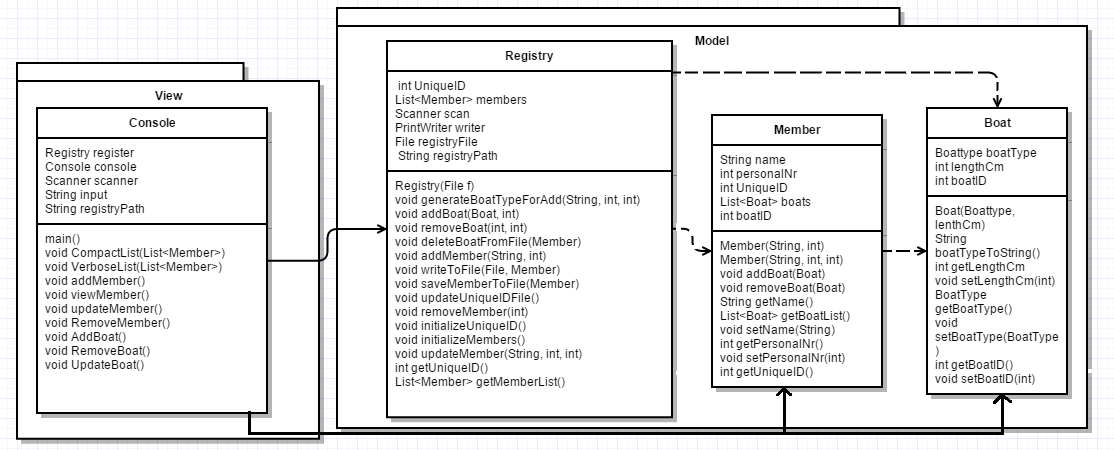 View
Console
Registry register
Console console
Scanner scanner
String input
String registryPath
main()
void CompactList(List<Member>)
void VerboseList(List<Member>)
void addMember()
void viewMember()
void updateMember()
void RemoveMember()
void AddBoat()
void RemoveBoat()
void UpdateBoat()
Model
Registry
int UniqueID
List<Member> members
Scanner scan
PrintWriter writer
File registryFile
String registryPath
Registry(File f)
void generateBoatTypeForAdd(String, int, int)
void addBoat(Boat, int)
void removeBoat(int, int)
void deleteBoatFromFile(Member)
void addMember(String, int)
void writeToFile(File, Member)
void saveMemberToFile(Member)
void updateUniqueIDFile()
void removeMember(int)
void initializeUniqueID()
void initializeMembers()
void updateMember(String, int, int)
int getUniqueID()
List<Member> getMemberList()
Member
String name
int personalNr
int UniqueID
List<Boat> boats
int boatID
Member(String, int)
Member(String, int, int)
void addBoat(Boat)
void removeBoat(Boat)
String getName()
List<Boat> getBoatList()
void setName(String)
int getPersonalNr()
void setPersonalNr(int)
int getUniqueID()
Boat
Boattype boatType
int lengthCm
int boatID
Boat(Boattype,
lenthCm)
String
boatTypeToString()
int getLengthCm
void setLengthCm(int)
BoatType
getBoatType()
void
setBoatType(BoatType
)
int getBoatID()
void setBoatID(int)